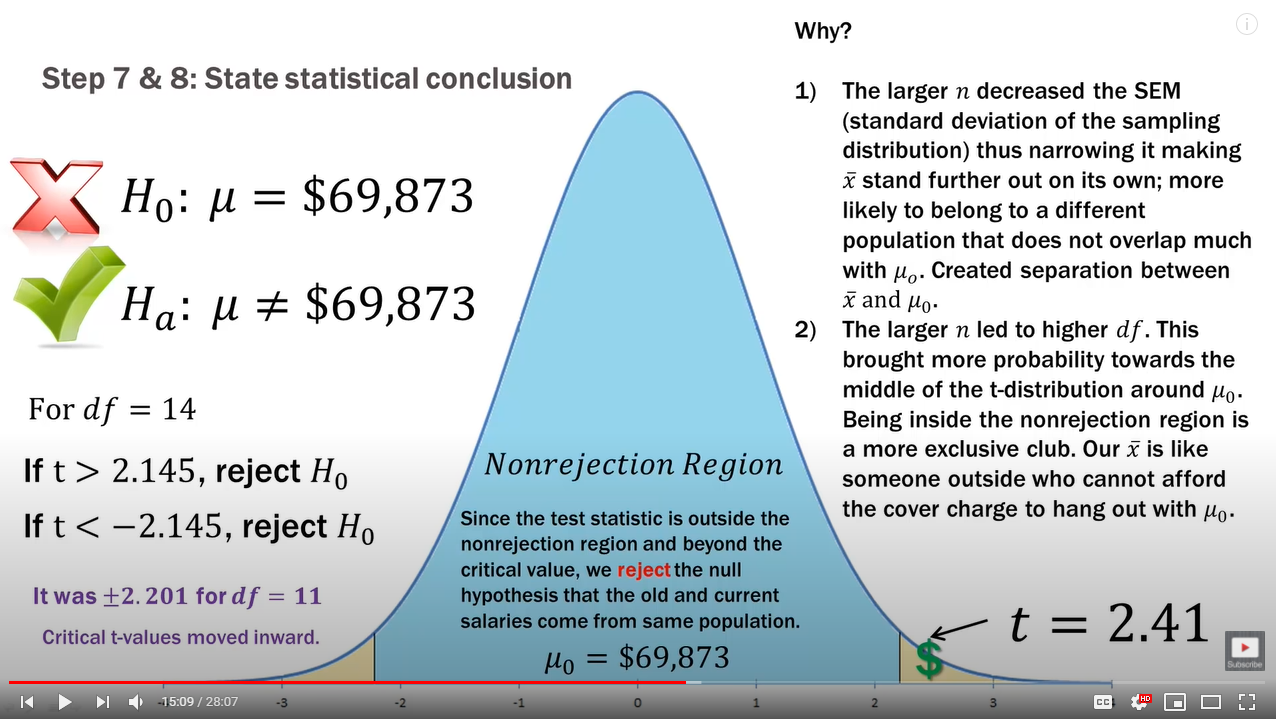 Why?
Step 7 & 8: State statistical conclusion
H₀: μ = $69,873
Hₐ: μ ≠ $69,873
For df = 14
If t > 2.145, reject H₀
If t < −2.145, reject H₀
It was ±2.201 for df = 11
Critical t-values moved inward.
Nonrejection Region
Since the test statistic is outside the
nonrejection region and beyond the
critical value, we reject the null
hypothesis that the old and current
salaries come from same population.
μ₀ = $69,873
1) The larger n decreased the SEM
(standard deviation of the sampling
distribution) thus narrowing it making
x̄ stand further out on its own; more
likely to belong to a different
population that does not overlap much
with μₒ. Created separation between
x̄ and μ₀.
2) The larger n led to higher df. This
brought more probability towards the
middle of the t-distribution around μ₀.
Being inside the nonrejection region is
a more exclusive club. Our x̄ is like
someone outside who cannot afford
the cover charge to hang out with μ₀.
t = 2.41
$
Subscribe
-3 -2 -1 0 1 2 3
15:09 / 28:07
CC HD